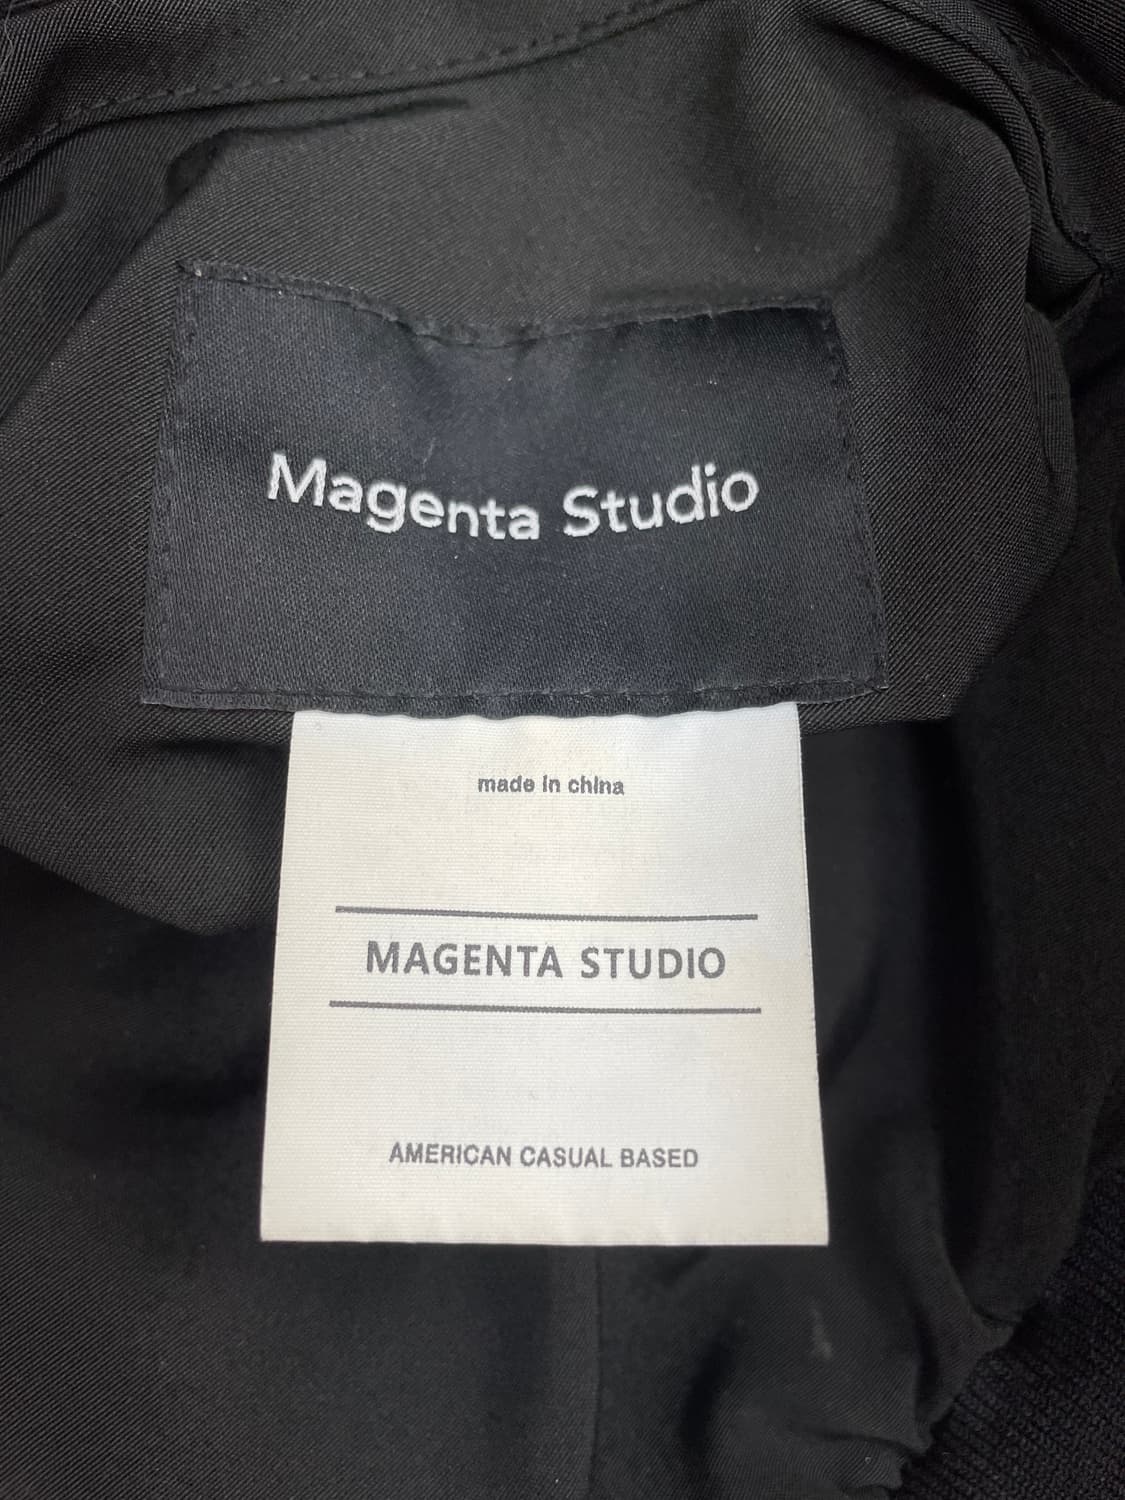 Magenta Studio
made in china
MAGENTA STUDIO
AMERICAN CASUAL BASED